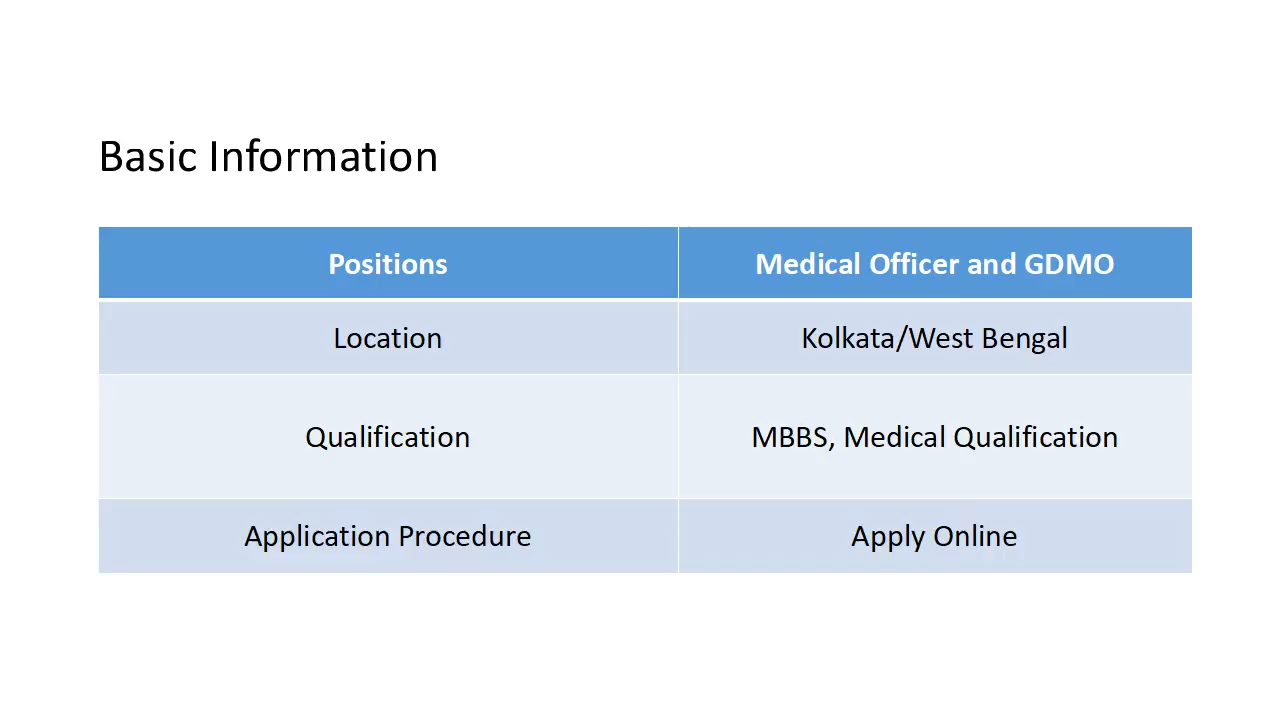 Basic Information
Positions Medical Officer and GDMO
Location Kolkata/West Bengal
Qualification MBBS, Medical Qualification
Application Procedure Apply Online